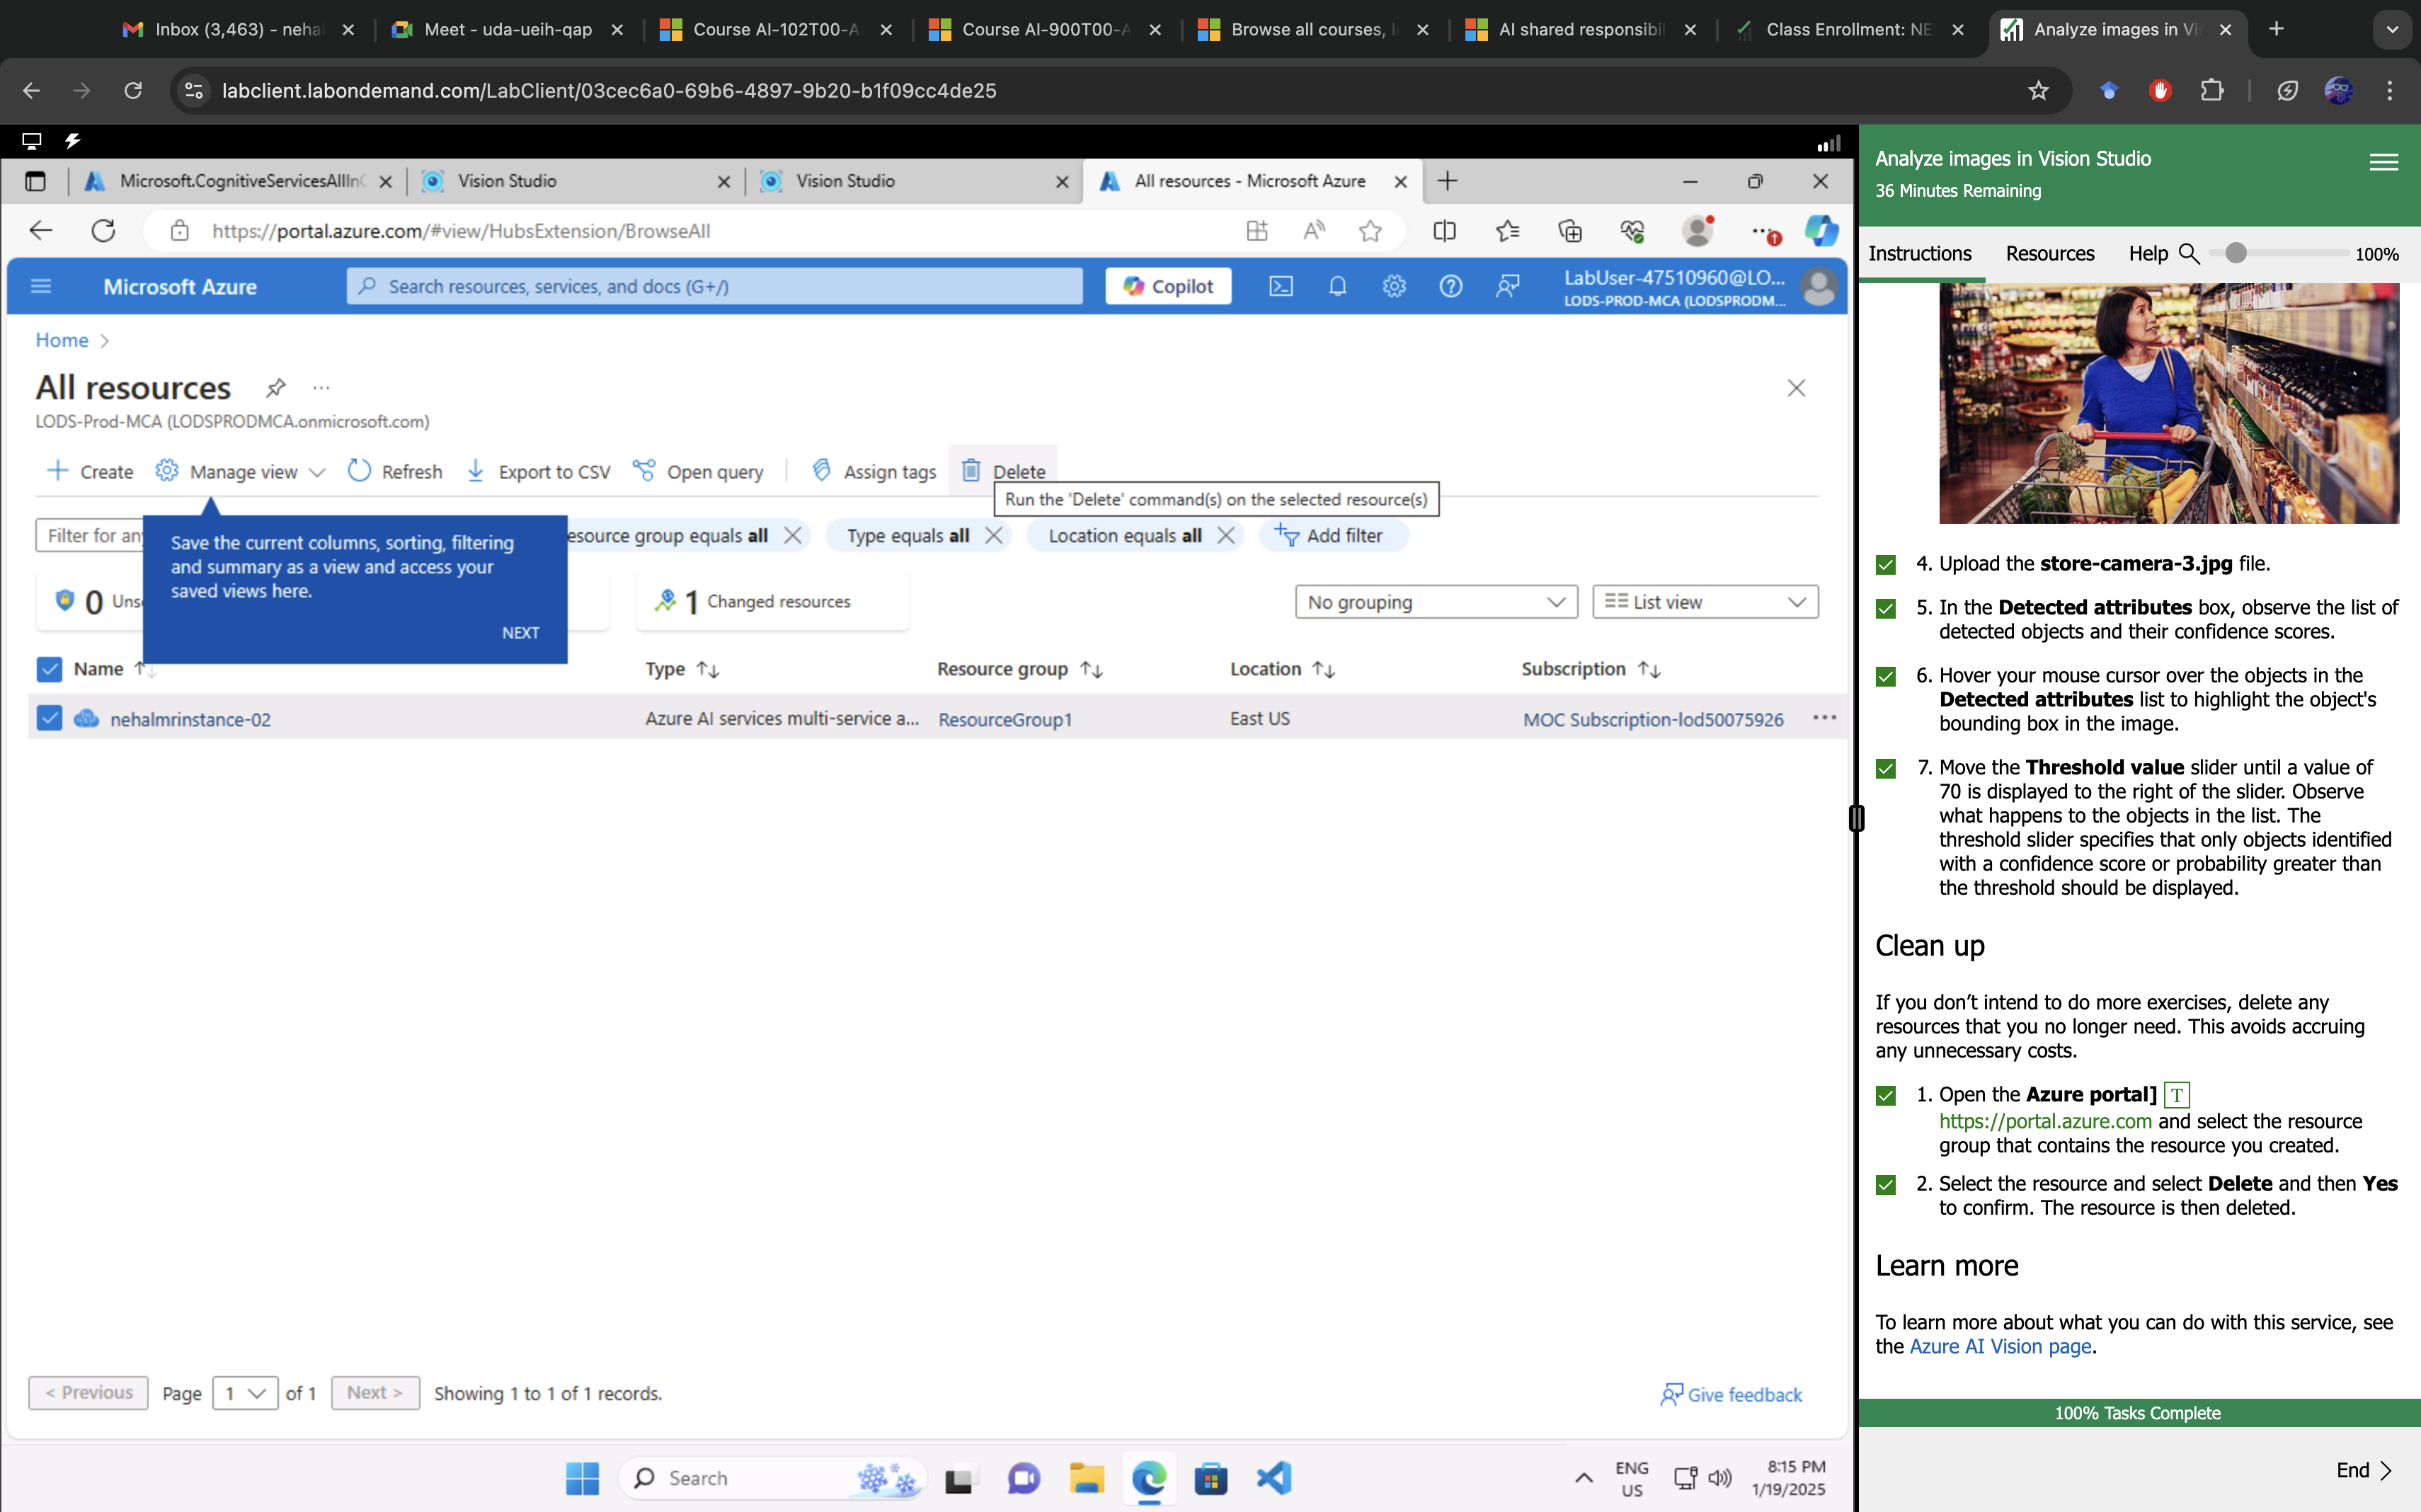 Inbox (3,463) - neha
Meet - uda-ueih-qap
Course AI-102T00-A
Course AI-900T00-A
Browse all courses, l
AI shared responsibil
Class Enrollment: NE
Analyze images in Vi
labclient.labondemand.com/LabClient/03cec6a0-69b6-4897-9b20-b1f09cc4de25
Microsoft.CognitiveServicesAllInO
Vision Studio
Vision Studio
All resources - Microsoft Azure
https://portal.azure.com/#view/HubsExtension/BrowseAll
Microsoft Azure
Search resources, services, and docs (G+/)
Copilot
LabUser-47510960@LO...
LODS-PROD-MCA (LODSPRODM...
Home
All resources
LODS-Prod-MCA (LODSPRODMCA.onmicrosoft.com)
Create
Manage view
Refresh
Export to CSV
Open query
Assign tags
Delete
Run the 'Delete' command(s) on the selected resource(s)
Filter for any
esource group equals all
Type equals all
Location equals all
Add filter
Save the current columns, sorting, filtering
and summary as a view and access your
saved views here.
NEXT
0 Unse
1 Changed resources
No grouping
List view
Name
Type
Resource group
Location
Subscription
nehalmrinstance-02
Azure AI services multi-service a...
ResourceGroup1
East US
MOC Subscription-lod50075926
< Previous
Page
1
of 1
Next >
Showing 1 to 1 of 1 records.
Give feedback
Search
ENG
US
8:15 PM
1/19/2025
Analyze images in Vision Studio
36 Minutes Remaining
Instructions
Resources
Help
100%
4. Upload the store-camera-3.jpg file.
5. In the Detected attributes box, observe the list of
detected objects and their confidence scores.
6. Hover your mouse cursor over the objects in the
Detected attributes list to highlight the object's
bounding box in the image.
7. Move the Threshold value slider until a value of
70 is displayed to the right of the slider. Observe
what happens to the objects in the list. The
threshold slider specifies that only objects identified
with a confidence score or probability greater than
the threshold should be displayed.
Clean up
If you don’t intend to do more exercises, delete any
resources that you no longer need. This avoids accruing
any unnecessary costs.
1. Open the Azure portal] T
https://portal.azure.com and select the resource
group that contains the resource you created.
2. Select the resource and select Delete and then Yes
to confirm. The resource is then deleted.
Learn more
To learn more about what you can do with this service, see
the Azure AI Vision page.
100% Tasks Complete
End